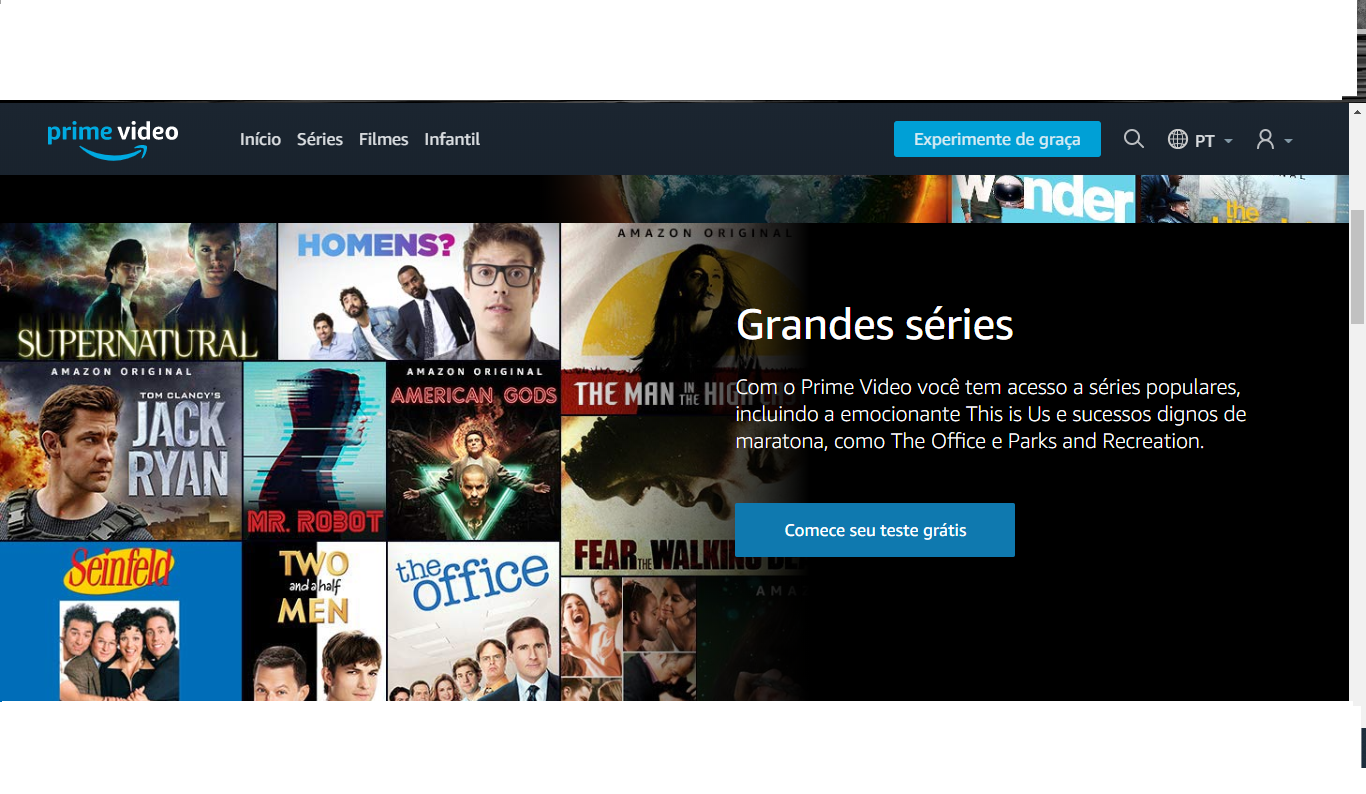 prime video
Início Séries Filmes Infantil
Experimente de graça
PT
wonder
the
SUPERNATURAL
HOMENS?
AMAZON ORIGINAL
THE MAN IN THE HIGH
Grandes séries
Com o Prime Video você tem acesso a séries populares,
incluindo a emocionante This is Us e sucessos dignos de
maratona, como The Office e Parks and Recreation.
Comece seu teste grátis
AMAZON ORIGINAL
TOM CLANCY'S
JACK
RYAN
MR. ROBOT
AMAZON ORIGINAL
AMERICAN GODS
FEAR THE WALKING DE
Seinfeld
TWO
and a half
MEN
the
office
AMA